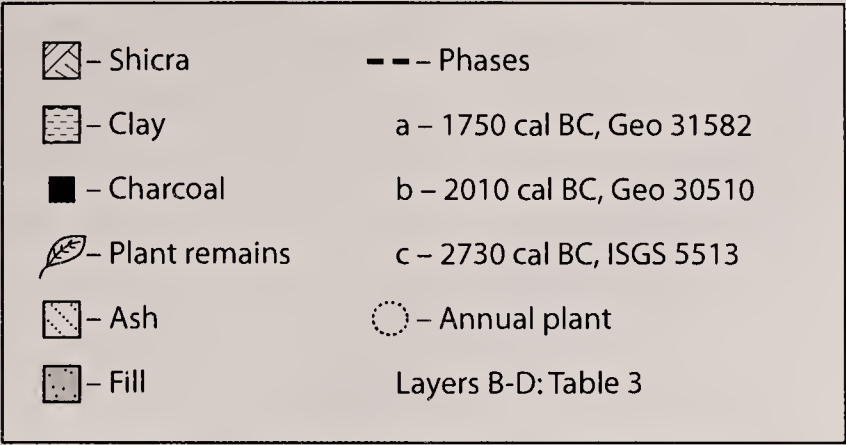 – Shicra
– Clay
– Charcoal
– Plant remains
– Ash
– Fill
– Phases
a – 1750 cal BC, Geo 31582
b – 2010 cal BC, Geo 30510
c – 2730 cal BC, ISGS 5513
– Annual plant
Layers B-D: Table 3